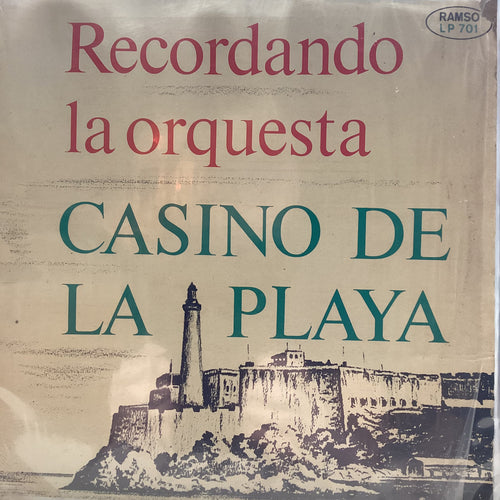 RAMSO
LP 701
Recordando
la orquesta
CASINO DE
LA PLAYA